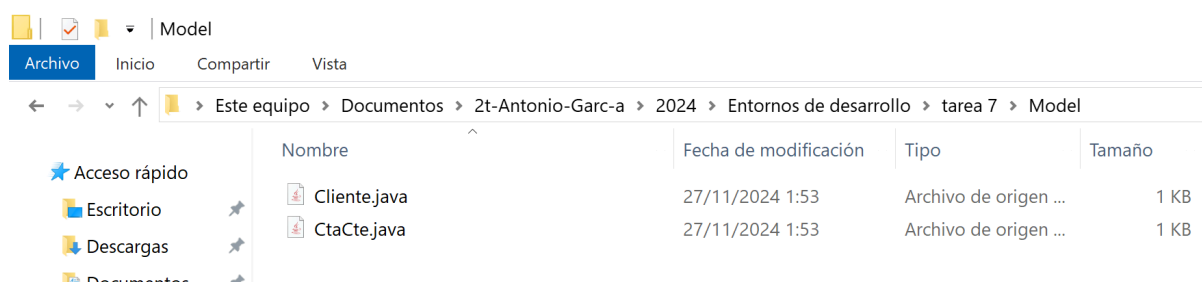 Model
Archivo Inicio Compartir Vista
Este equipo > Documentos > 2t-Antonio-Garc-a > 2024 > Entornos de desarrollo > tarea 7 > Model
Nombre Fecha de modificación Tipo Tamaño
Acceso rápido
Cliente.java 27/11/2024 1:53 Archivo de origen ... 1 KB
Escritorio
CtaCte.java 27/11/2024 1:53 Archivo de origen ... 1 KB
Descargas
Documentos